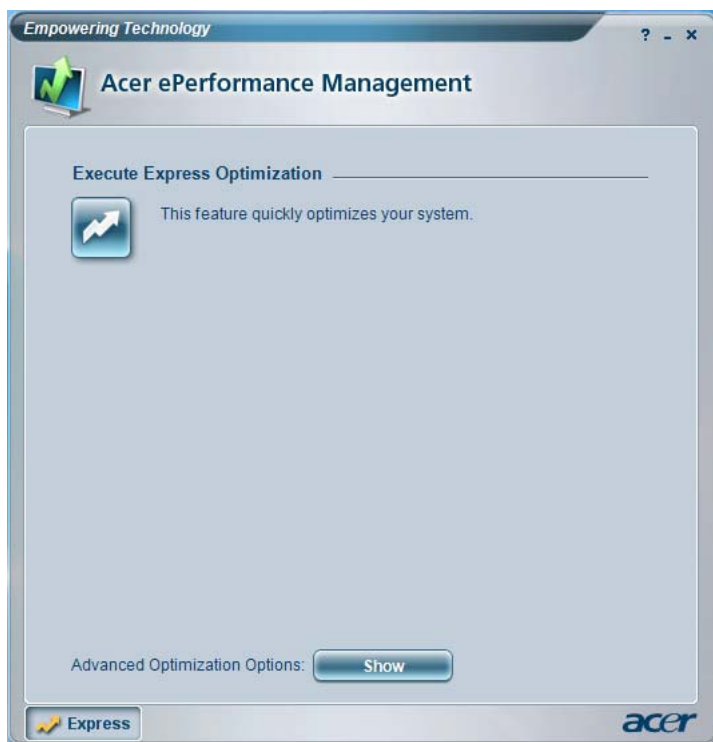 Empowering Technology
? - ×
Acer ePerformance Management
Execute Express Optimization
This feature quickly optimizes your system.
Advanced Optimization Options: Show
Express
acer